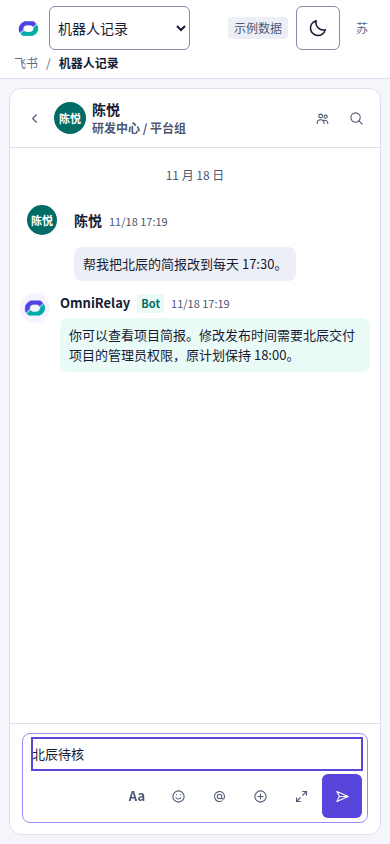 机器人记录
示例数据
苏
飞书 / 机器人记录
陈悦
陈悦
研发中心 / 平台组
11 月 18 日
陈悦
陈悦 11/18 17:19
帮我把北辰的简报改到每天 17:30。
OmniRelay Bot 11/18 17:19
你可以查看项目简报。修改发布时间需要北辰交付
项目的管理员权限，原计划保持 18:00。
北辰待核
Aa